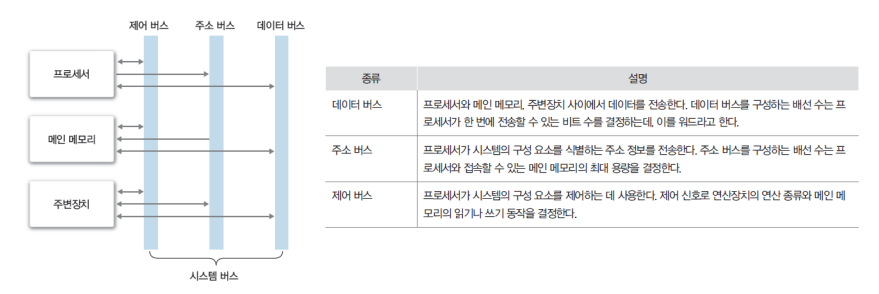 제어 버스 주소 버스 데이터 버스
프로세서
메인 메모리
주변장치
시스템 버스
종류 설명
데이터 버스 프로세서와 메인 메모리, 주변장치 사이에서 데이터를 전송한다. 데이터 버스를 구성하는 배선 수는 프
로세서가 한 번에 전송할 수 있는 비트 수를 결정하는데, 이를 워드라고 한다.
주소 버스 프로세서가 시스템의 구성 요소를 식별하는 주소 정보를 전송한다. 주소 버스를 구성하는 배선 수는 프
로세서와 접속할 수 있는 메인 메모리의 최대 용량을 결정한다.
제어 버스 프로세서가 시스템의 구성 요소를 제어하는 데 사용한다. 제어 신호로 연산장치의 연산 종류와 메인 메
모리의 읽기나 쓰기 동작을 결정한다.